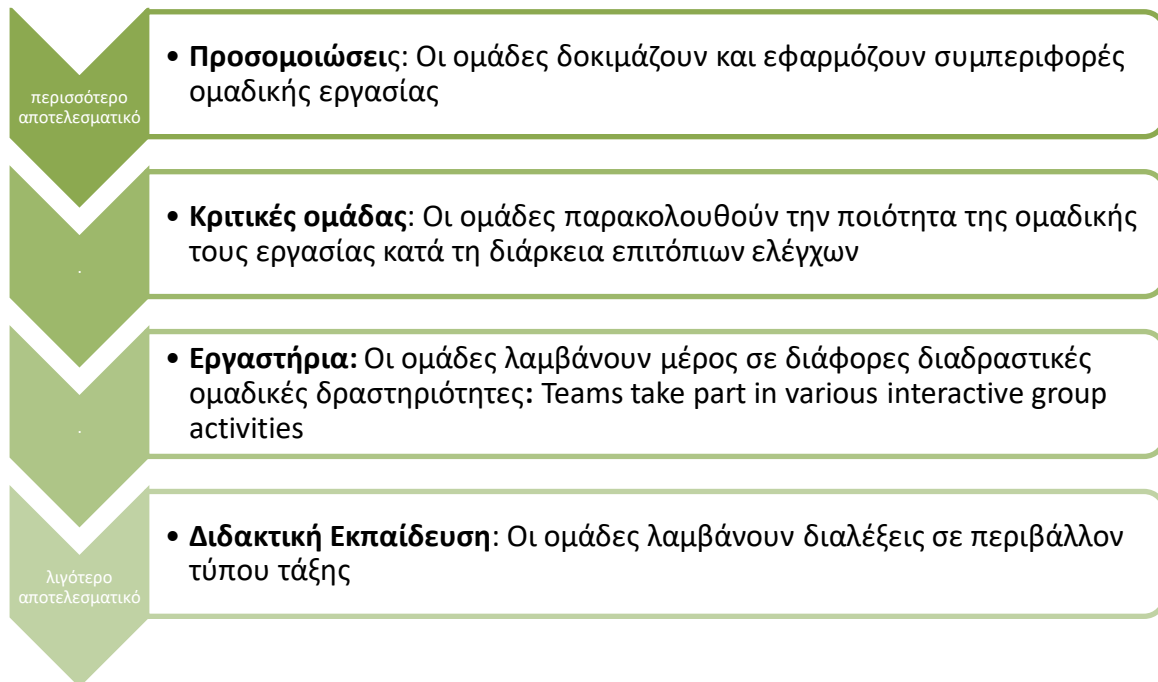 περισσότερο
αποτελεσματικό
• Προσομοιώσεις: Οι ομάδες δοκιμάζουν και εφαρμόζουν συμπεριφορές
ομαδικής εργασίας
.
• Κριτικές ομάδας: Οι ομάδες παρακολουθούν την ποιότητα της ομαδικής
τους εργασίας κατά τη διάρκεια επιτόπιων ελέγχων
.
• Εργαστήρια: Οι ομάδες λαμβάνουν μέρος σε διάφορες διαδραστικές
ομαδικές δραστηριότητες: Teams take part in various interactive group
activities
λιγότερο
αποτελεσματικό
• Διδακτική Εκπαίδευση: Οι ομάδες λαμβάνουν διαλέξεις σε περιβάλλον
τύπου τάξης